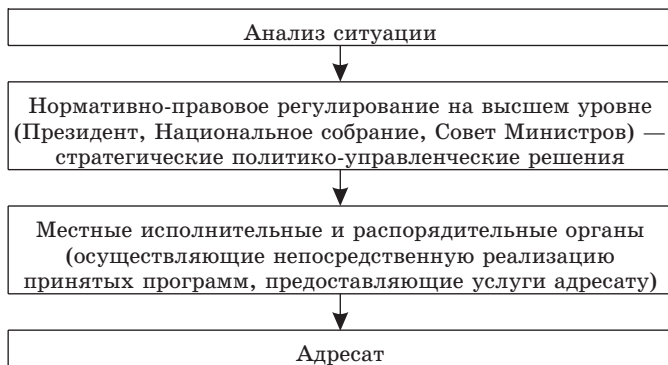 Анализ ситуации
Нормативно-правовое регулирование на высшем уровне
(Президент, Национальное собрание, Совет Министров) —
стратегические политико-управленческие решения
Местные исполнительные и распорядительные органы
(осуществляющие непосредственную реализацию
принятых программ, предоставляющие услуги адресату)
Адресат